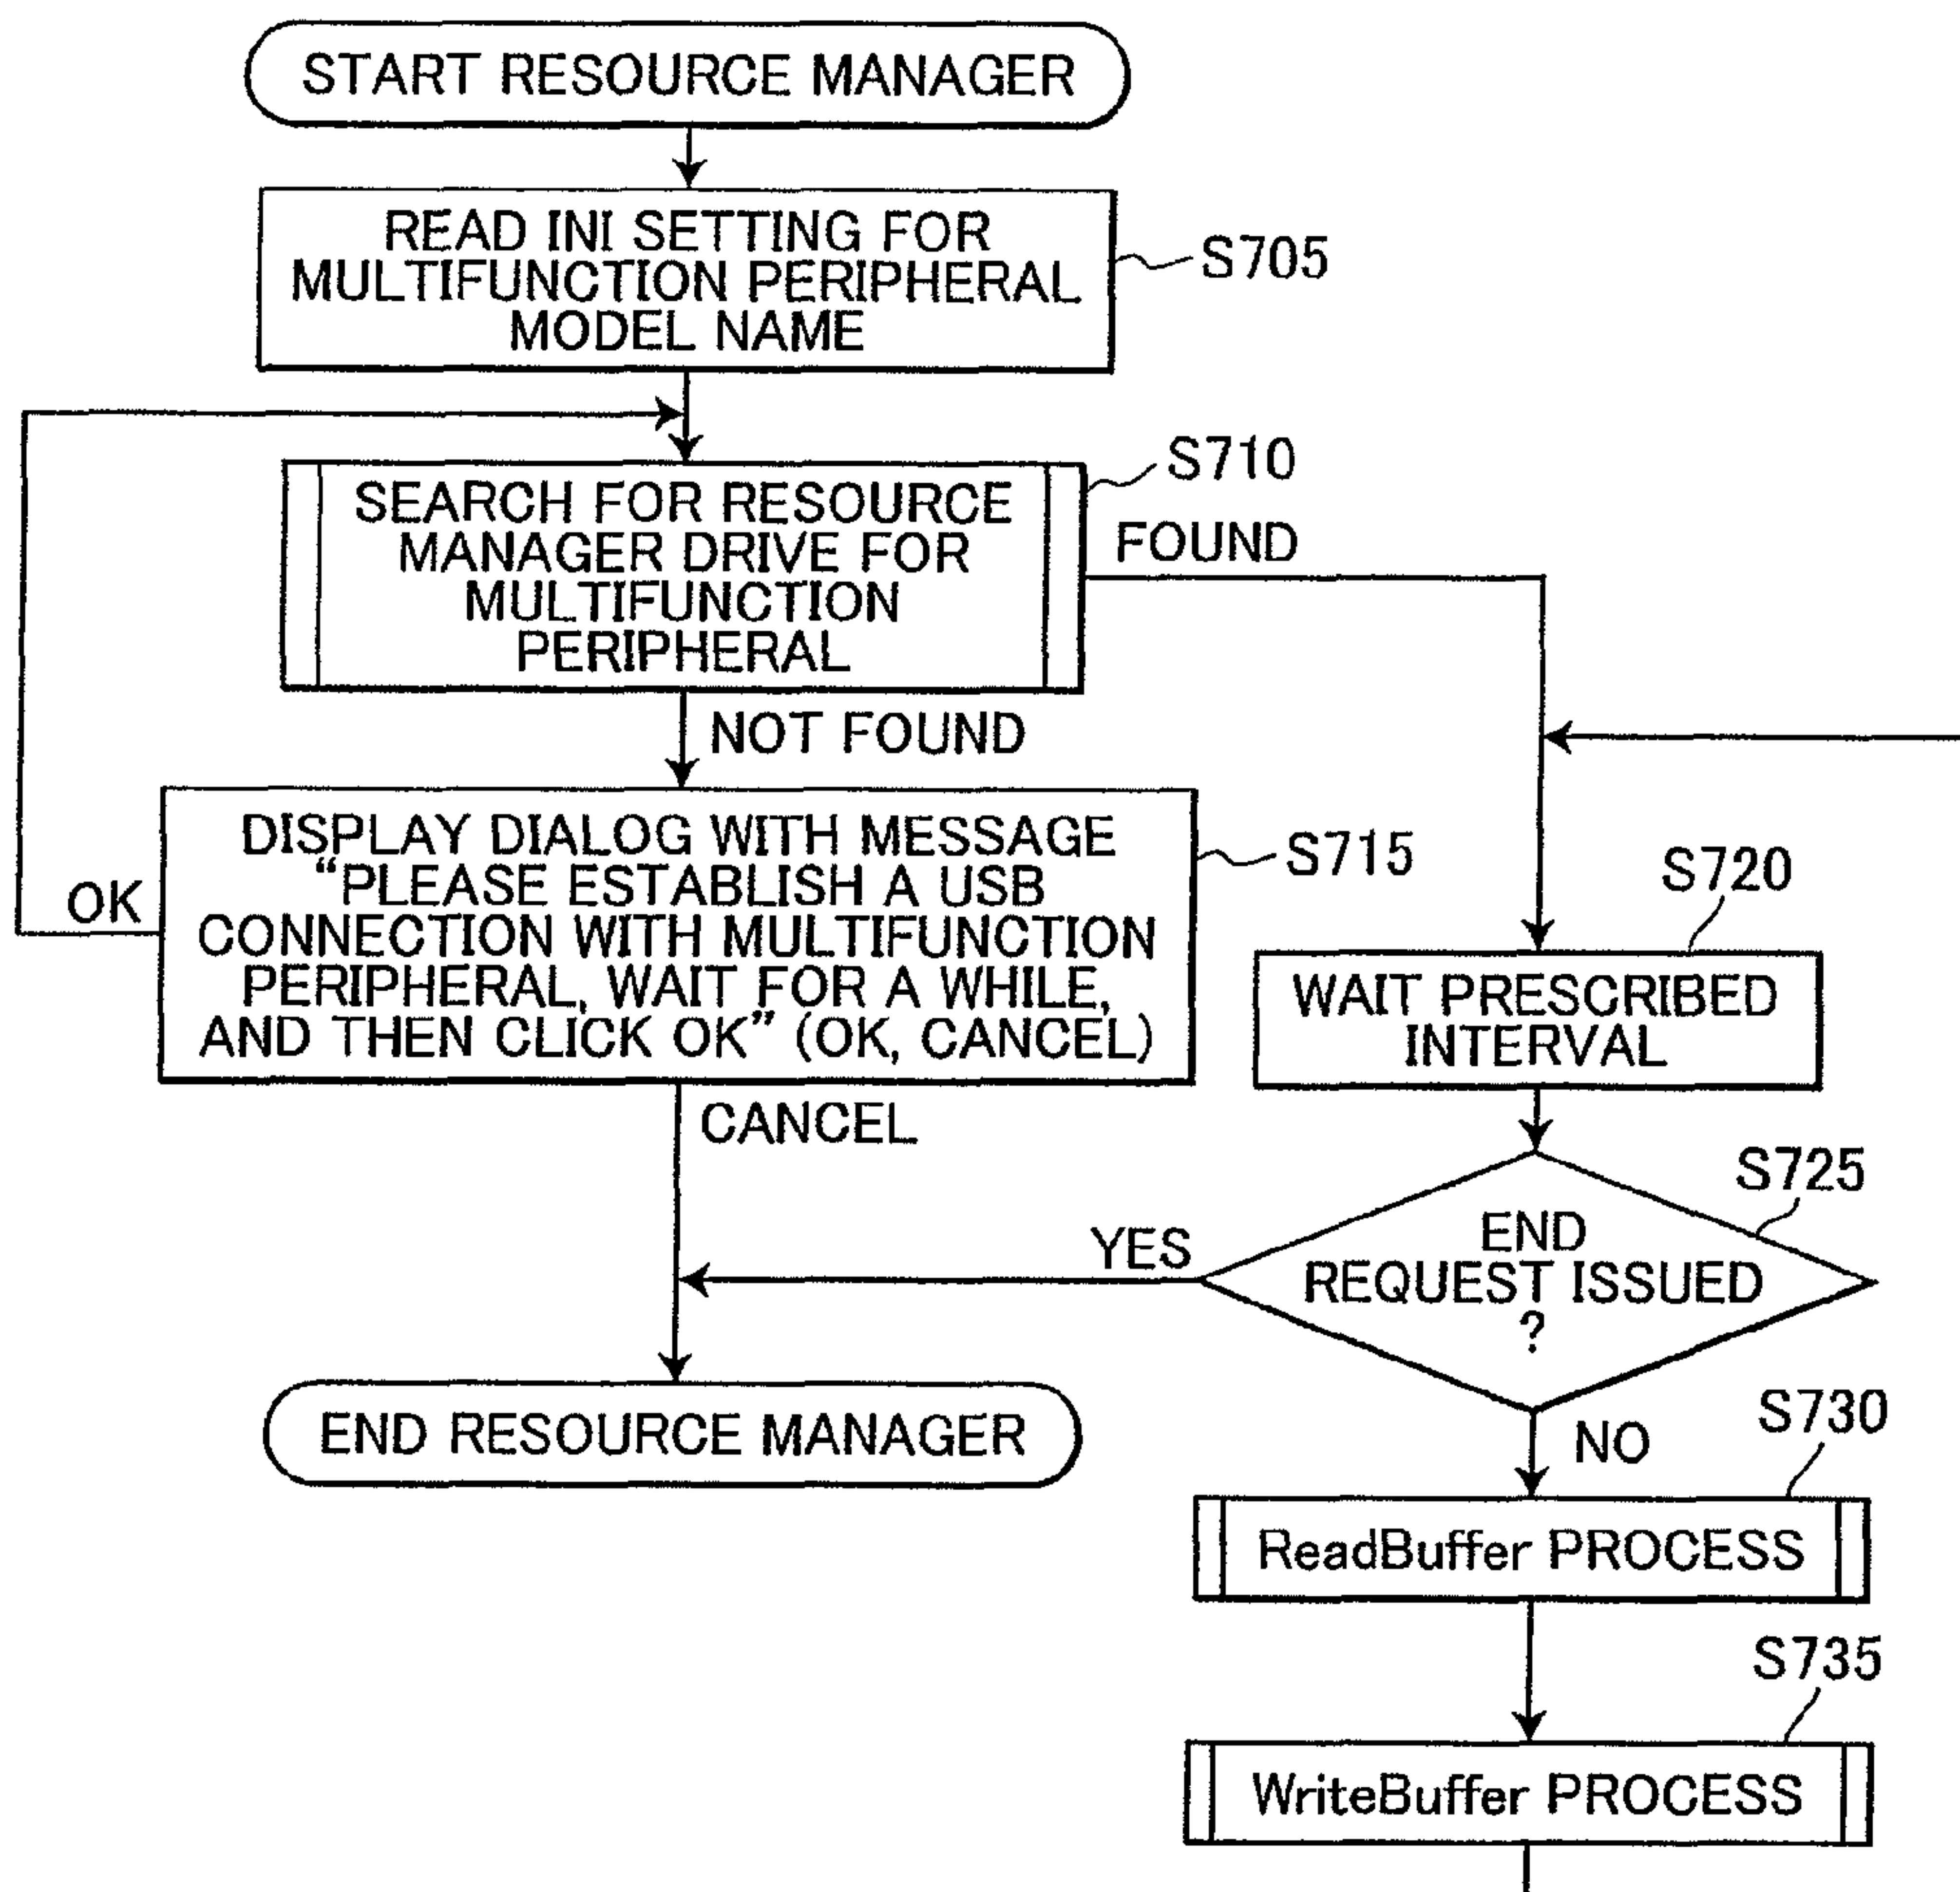 START RESOURCE MANAGER
READ INI SETTING FOR
MULTIFUNCTION PERIPHERAL
MODEL NAME
S705
S710
SEARCH FOR RESOURCE
MANAGER DRIVE FOR
MULTIFUNCTION
PERIPHERAL
FOUND
NOT FOUND
DISPLAY DIALOG WITH MESSAGE
“PLEASE ESTABLISH A USB
CONNECTION WITH MULTIFUNCTION
PERIPHERAL, WAIT FOR A WHILE,
AND THEN CLICK OK” (OK, CANCEL)
S715
OK
CANCEL
S720
WAIT PRESCRIBED
INTERVAL
S725
END
REQUEST ISSUED
?
YES
NO
END RESOURCE MANAGER
S730
ReadBuffer PROCESS
S735
WriteBuffer PROCESS